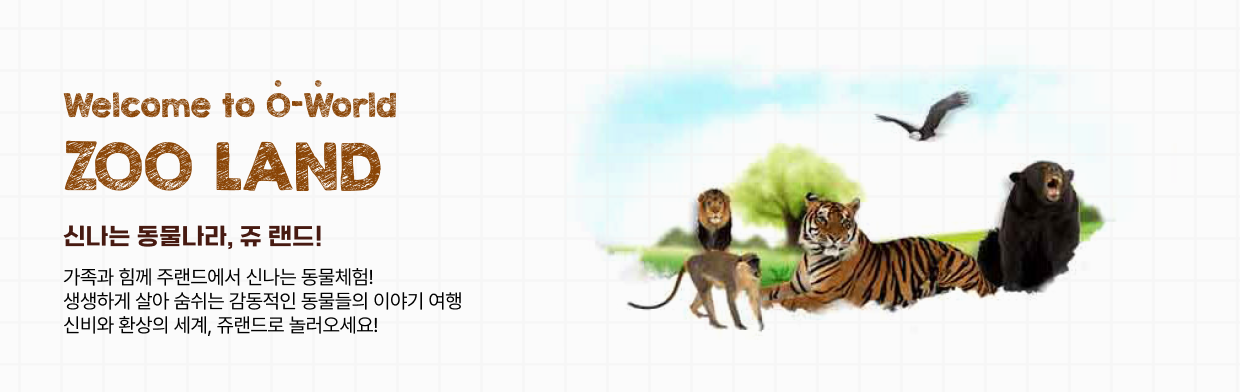 Welcome to O-World
ZOO LAND
신나는 동물나라, 쥬 랜드!
가족과 힘께 주랜드에서 신나는 동물체험!
생생하게 살아 숨쉬는 감동적인 동물들의 이야기 여행
신비와 환상의 세계, 쥬랜드로 놀러오세요!